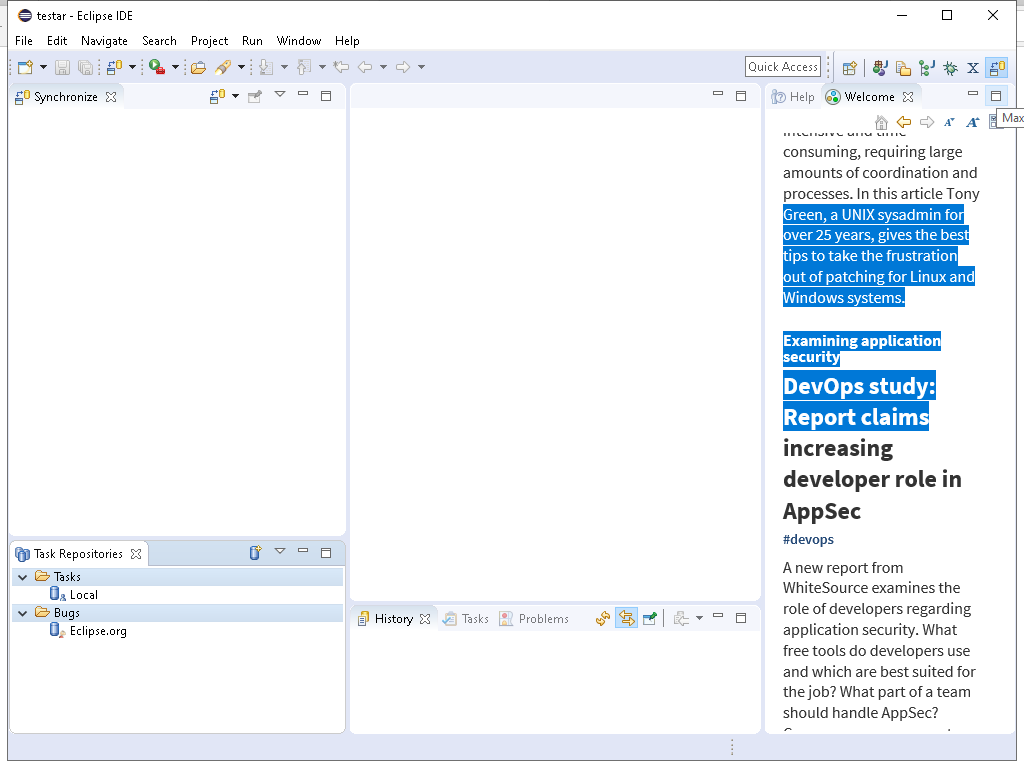 testar - Eclipse IDE
File Edit Navigate Search Project Run Window Help
Quick Access
Synchronize
Help Welcome
Max
consuming, requiring large
amounts of coordination and
processes. In this article Tony
Green, a UNIX sysadmin for
over 25 years, gives the best
tips to take the frustration
out of patching for Linux and
Windows systems.
Examining application
security
DevOps study:
Report claims
increasing
developer role in
AppSec
#devops
A new report from
WhiteSource examines the
role of developers regarding
application security. What
free tools do developers use
and which are best suited for
the job? What part of a team
should handle AppSec?
Task Repositories
Tasks
Local
Bugs
Eclipse.org
History Tasks Problems